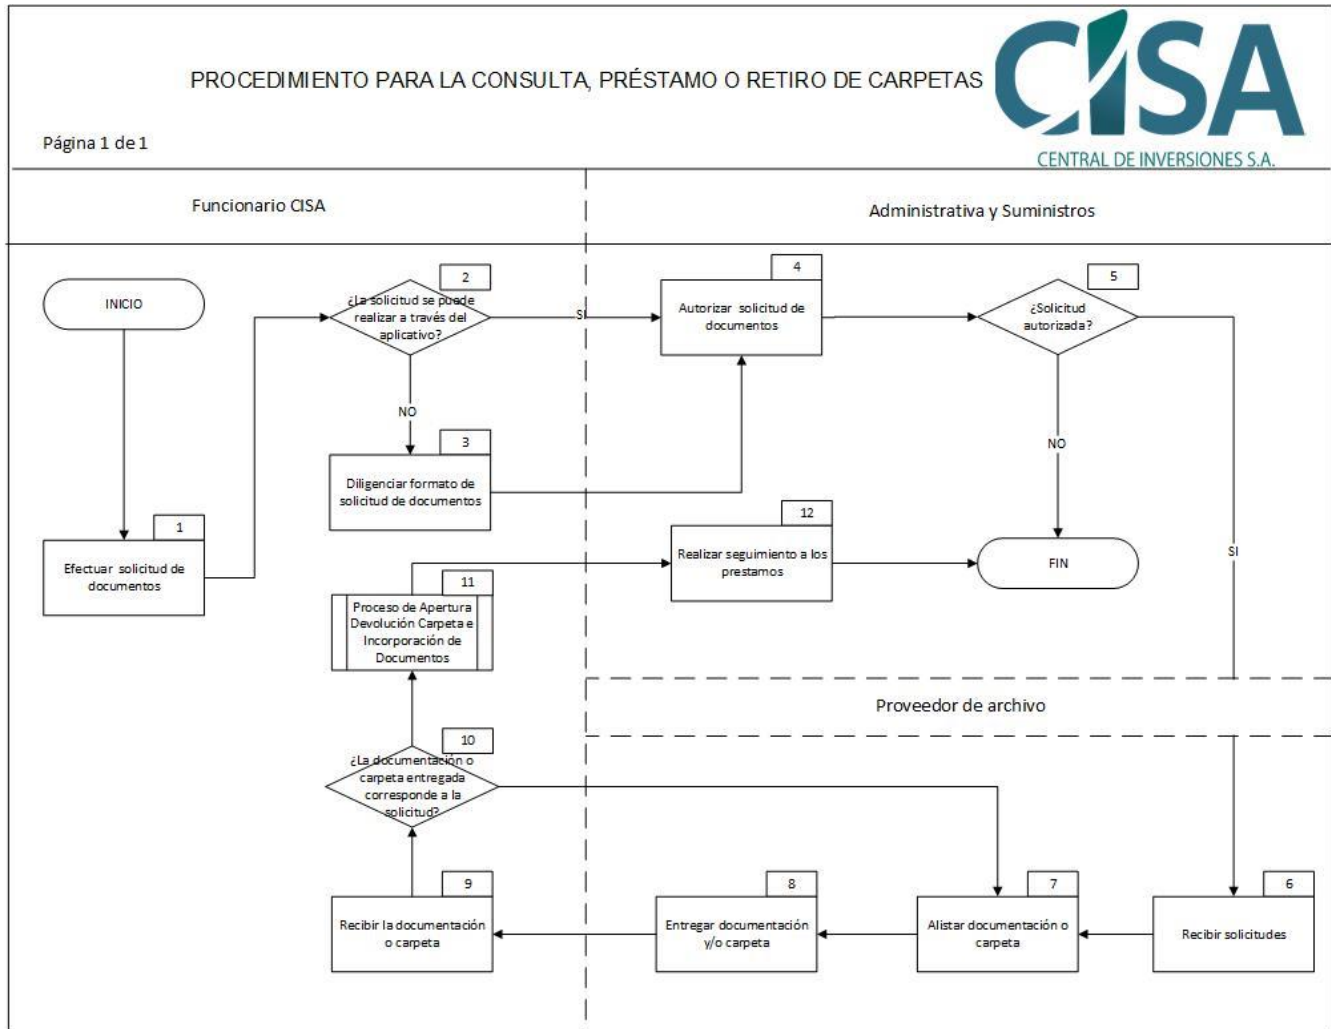 PROCEDIMIENTO PARA LA CONSULTA, PRÉSTAMO O RETIRO DE CARPETAS
CISA
CENTRAL DE INVERSIONES S.A.
Página 1 de 1
Funcionario CISA
Administrativa y Suministros
INICIO
2
¿La solicitud se puede
realizar a través del
aplicativo?
SI
NO
4
Autorizar solicitud de
documentos
5
¿Solicitud
autorizada?
NO
SI
3
Diligenciar formato de
solicitud de documentos
1
Efectuar solicitud de
documentos
12
Realizar seguimiento a los
prestamos
FIN
11
Proceso de Apertura
Devolución Carpeta e
Incorporación de
Documentos
Proveedor de archivo
10
¿La documentación o
carpeta entregada
corresponde a la
solicitud?
9
Recibir la documentación
o carpeta
8
Entregar documentación
y/o carpeta
7
Alistar documentación o
carpeta
6
Recibir solicitudes